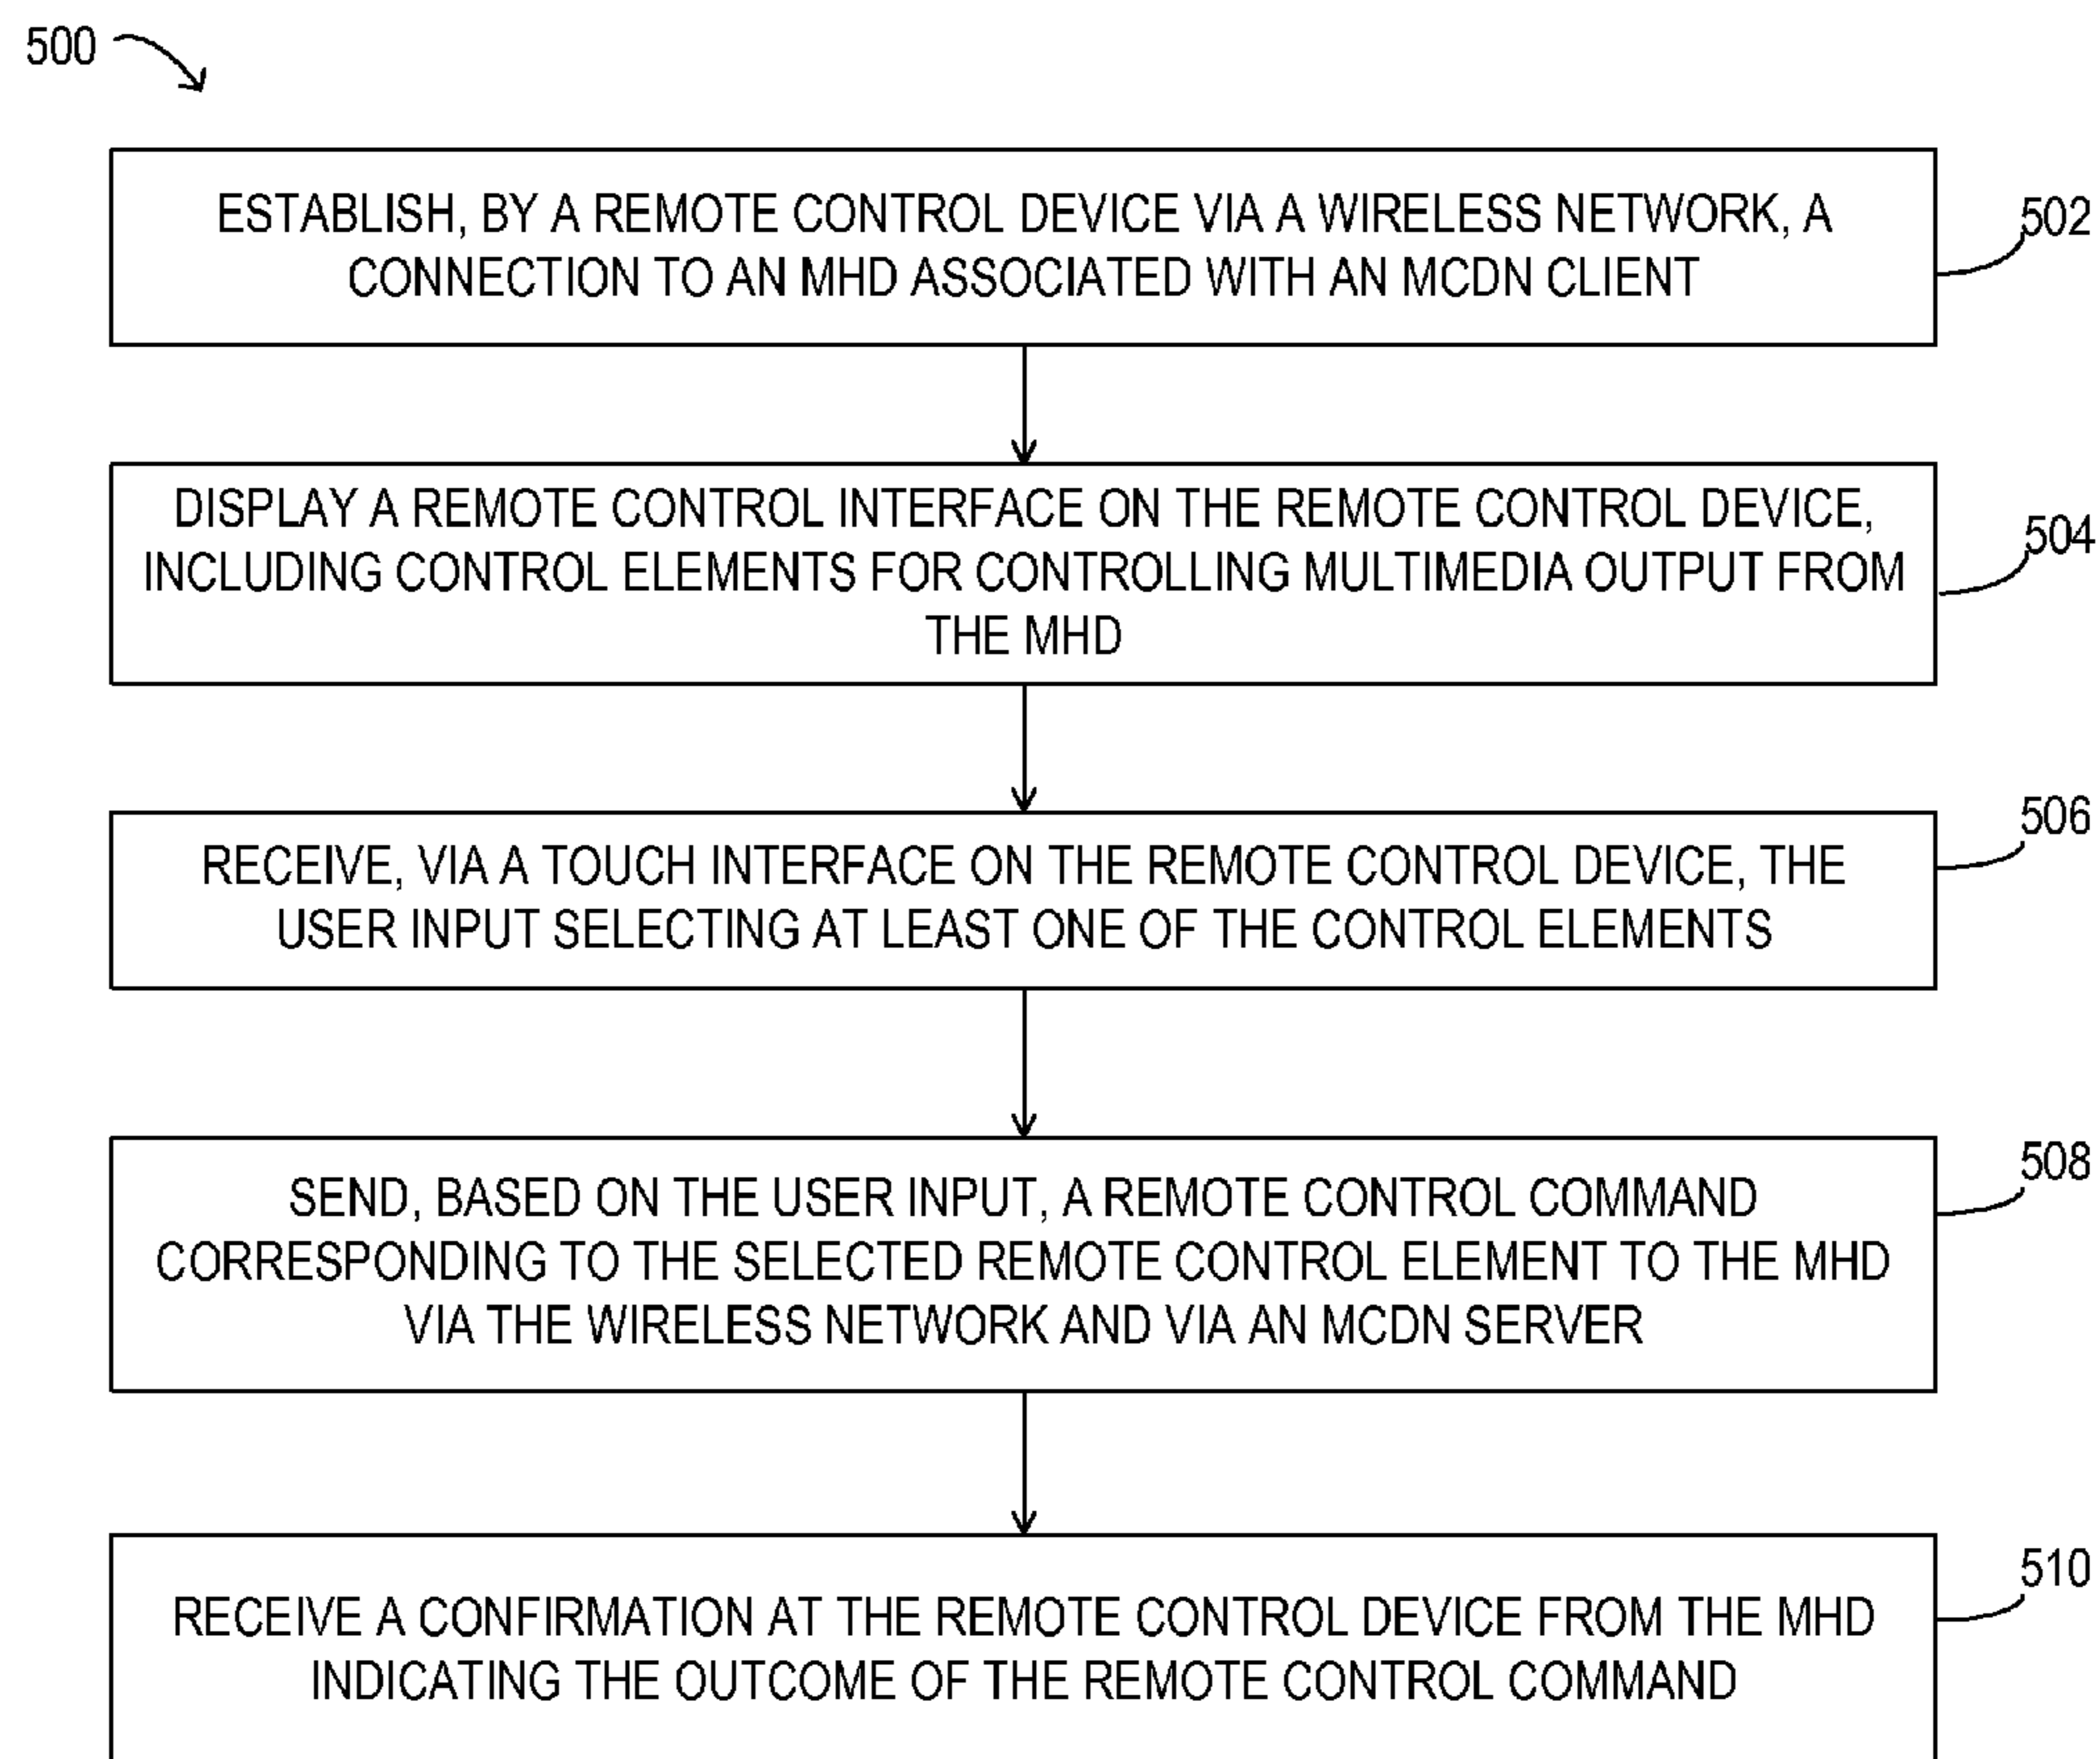 500
ESTABLISH, BY A REMOTE CONTROL DEVICE VIA A WIRELESS NETWORK, A
CONNECTION TO AN MHD ASSOCIATED WITH AN MCDN CLIENT
502
DISPLAY A REMOTE CONTROL INTERFACE ON THE REMOTE CONTROL DEVICE,
INCLUDING CONTROL ELEMENTS FOR CONTROLLING MULTIMEDIA OUTPUT FROM
THE MHD
504
RECEIVE, VIA A TOUCH INTERFACE ON THE REMOTE CONTROL DEVICE, THE
USER INPUT SELECTING AT LEAST ONE OF THE CONTROL ELEMENTS
506
SEND, BASED ON THE USER INPUT, A REMOTE CONTROL COMMAND
CORRESPONDING TO THE SELECTED REMOTE CONTROL ELEMENT TO THE MHD
VIA THE WIRELESS NETWORK AND VIA AN MCDN SERVER
508
RECEIVE A CONFIRMATION AT THE REMOTE CONTROL DEVICE FROM THE MHD
INDICATING THE OUTCOME OF THE REMOTE CONTROL COMMAND
510